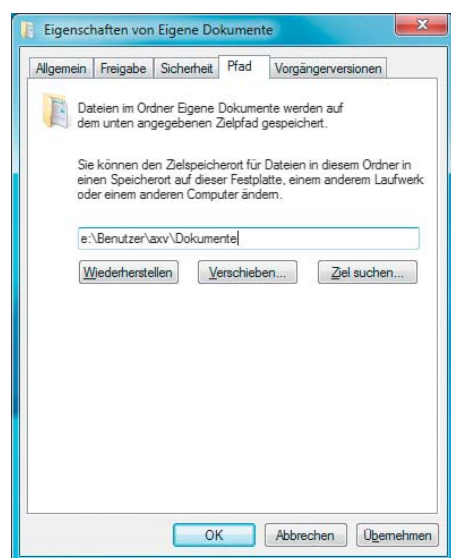 Eigenschaften von Eigene Dokumente
Allgemein Freigabe Sicherheit Pfad Vorgängerversionen
Dateien im Ordner Eigene Dokumente werden auf
dem unten angegebenen Zielpfad gespeichert.
Sie können den Zielspeicherort für Dateien in diesem Ordner in
einen Speicherort auf dieser Festplatte, einem anderem Laufwerk
oder einem anderen Computer ändern.
e:\Benutzer\axv\Dokumente
Wiederherstellen Verschieben... Ziel suchen...
OK Abbrechen Übernehmen